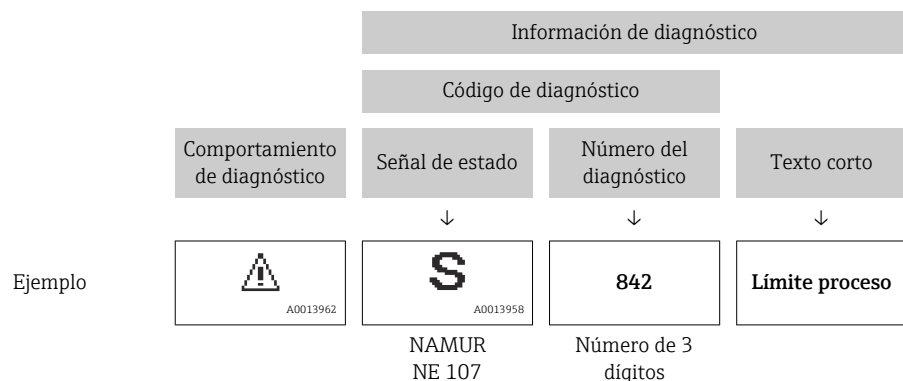 Información de diagnóstico
Código de diagnóstico
Comportamiento
de diagnóstico
Señal de estado
Número del
diagnóstico
Texto corto
↓ ↓ ↓
Ejemplo
A0013962
S
A0013958
842
Límite proceso
NAMUR
NE 107
Número de 3
dígitos